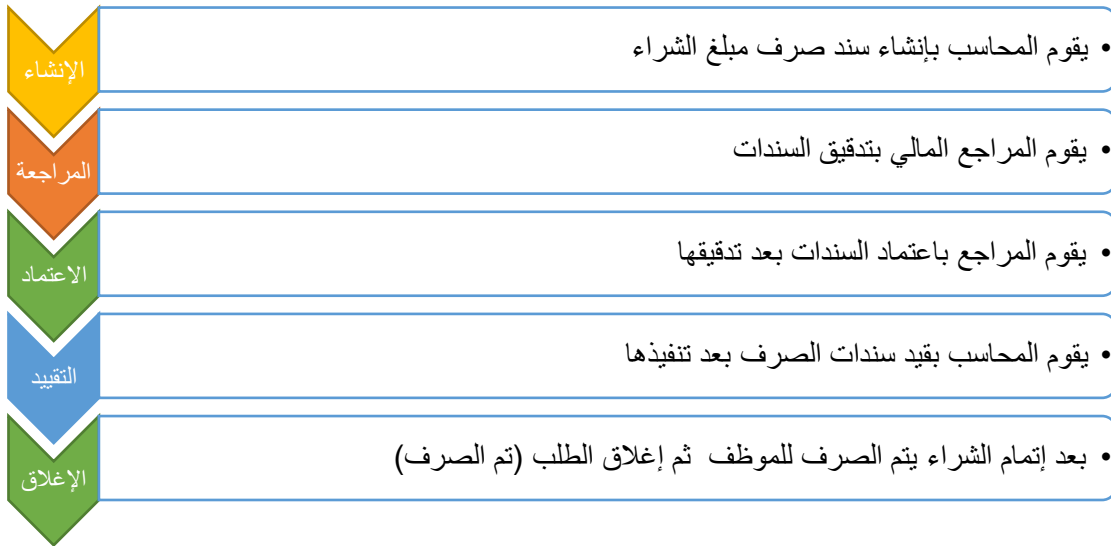 الإنشاء
• يقوم المحاسب بإنشاء سند صرف مبلغ الشراء
المراجعة
• يقوم المراجع المالي بتدقيق السندات
الاعتماد
• يقوم المراجع باعتماد السندات بعد تدقيقها
التقييد
• يقوم المحاسب بقيد سندات الصرف بعد تنفيذها
الإغلاق
• بعد إتمام الشراء يتم الصرف للموظف ثم إغلاق الطلب (تم الصرف)